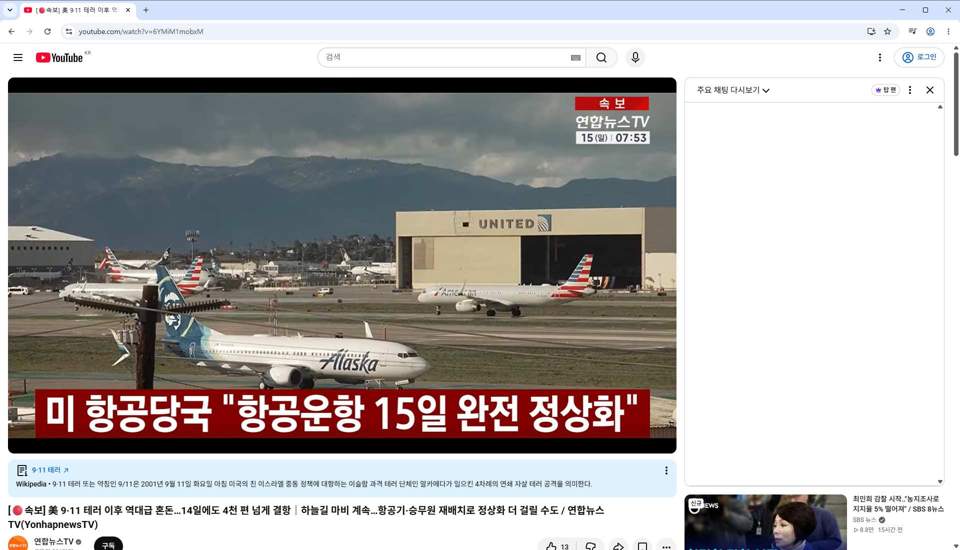 [🔴속보] 美 9·11 테러 이후 역
youtube.com/watch?v=6YMiM1mobxM
YouTube KR
검색
로그인
속보
연합뉴스TV
15(일) 07:53
UNITED
American
Alaska
미 항공당국 "항공운항 15일 완전 정상화"
주요 채팅 다시보기
탑 팬
9·11 테러
Wikipedia • 9·11 테러 또는 약칭인 9/11은 2001년 9월 11일 화요일 아침 미국의 친 이스라엘 중동 정책에 대항하는 이슬람 과격 테러 단체인 알카에다가 일으킨 4차례의 연쇄 자살 테러 공격을 의미한다.
[🔴속보] 美 9·11 테러 이후 역대급 혼돈…14일에도 4천 편 넘게 결항｜하늘길 마비 계속…항공기·승무원 재배치로 정상화 더 걸릴 수도 / 연합뉴스
TV(YonhapnewsTV)
연합뉴스TV
구독
13
신규
최민희 감찰 시작.."농지조사로
지지율 5% 떨어져" / SBS 8뉴스
SBS 뉴스
8.8만 15시간 전